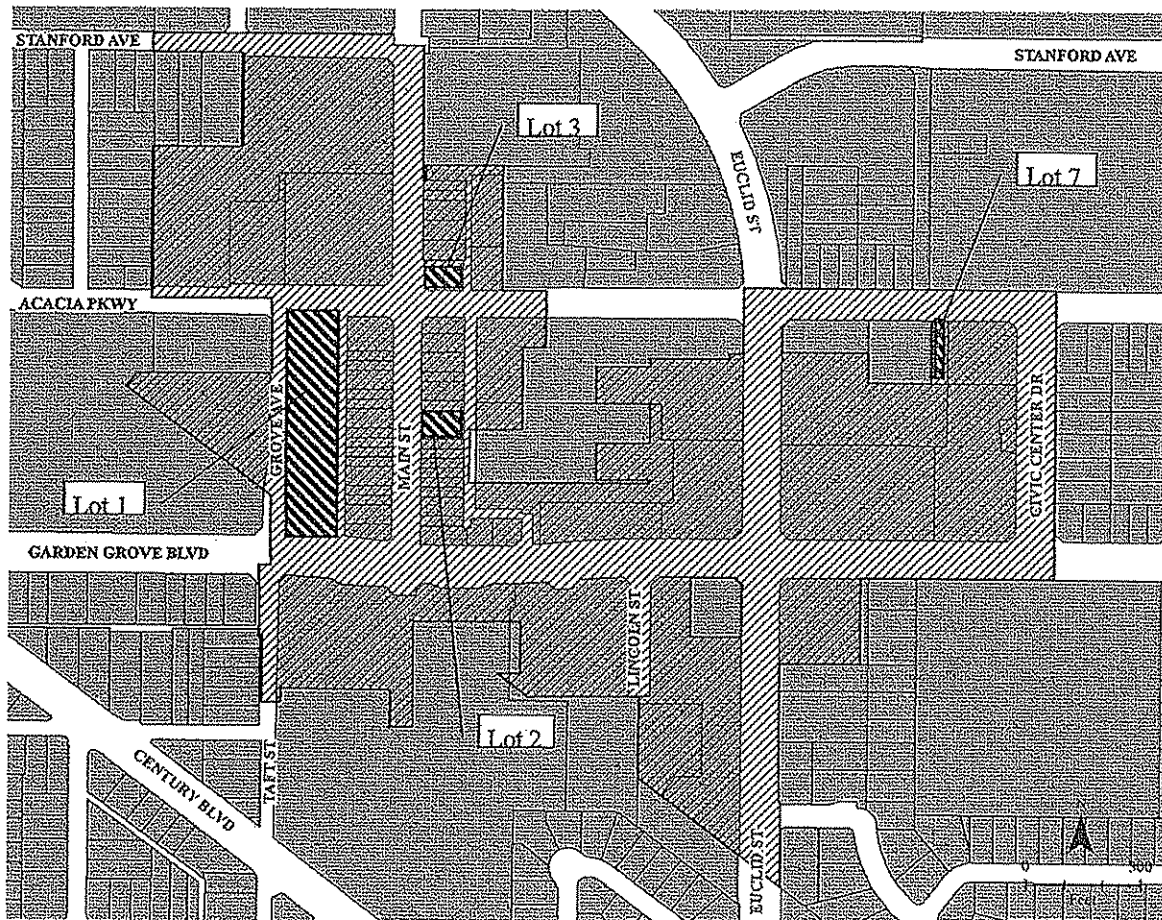 STANFORD AVE
STANFORD AVE
Lot 3
EUCLID ST
Lot 7
ACACIA PKWY
GROVE AVE
MAIN ST
CIVIC CENTER DR
Lot 1
GARDEN GROVE BLVD
LINCOLN ST
Lot 2
TAFT ST
CENTURY BLVD
EUCLID ST
0 500
Feet